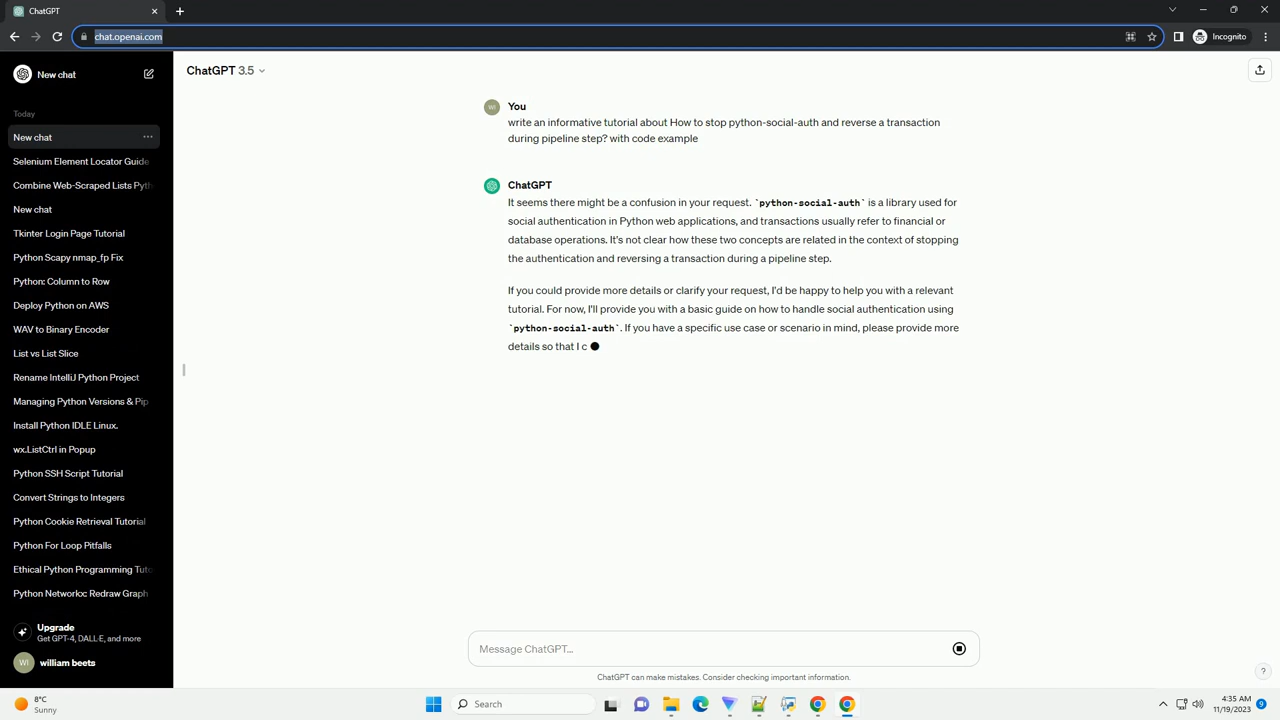 ChatGPT
chat.openai.com
Incognito
New chat
Today
New chat
Selenium Element Locator Guide
Combine Web-Scraped Lists Pyth
New chat
Tkinter Login Page Tutorial
Python Scapy nmap_fp Fix
Python: Column to Row
Deploy Python on AWS
WAV to Binary Encoder
List vs List Slice
Rename IntelliJ Python Project
Managing Python Versions & Pip
Install Python IDLE Linux.
wx.ListCtrl in Popup
Python SSH Script Tutorial
Convert Strings to Integers
Python Cookie Retrieval Tutorial
Python For Loop Pitfalls
Ethical Python Programming Tuto
Python Networkx Redraw Graph
Upgrade
Get GPT-4, DALL·E, and more
WI
william beets
ChatGPT 3.5
WI
You
write an informative tutorial about How to stop python-social-auth and reverse a transaction
during pipeline step? with code example
ChatGPT
It seems there might be a confusion in your request. `python-social-auth` is a library used for
social authentication in Python web applications, and transactions usually refer to financial or
database operations. It's not clear how these two concepts are related in the context of stopping
the authentication and reversing a transaction during a pipeline step.
If you could provide more details or clarify your request, I'd be happy to help you with a relevant
tutorial. For now, I'll provide you with a basic guide on how to handle social authentication using
`python-social-auth`. If you have a specific use case or scenario in mind, please provide more
details so that I c
Message ChatGPT...
ChatGPT can make mistakes. Consider checking important information.
?
8°C
Sunny
Search
4:35 AM
11/19/2023
9